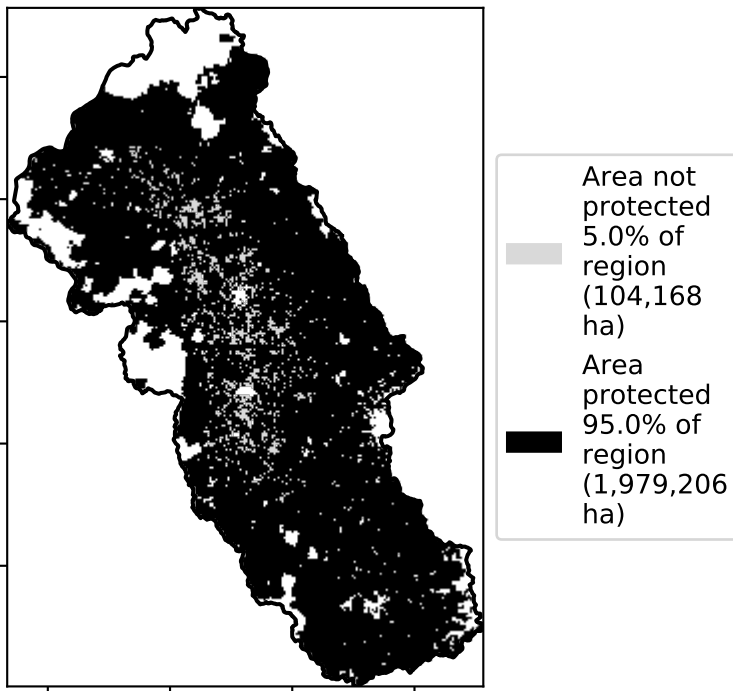 Area not
protected
5.0% of
region
(104,168
ha)
Area
protected
95.0% of
region
(1,979,206
ha)